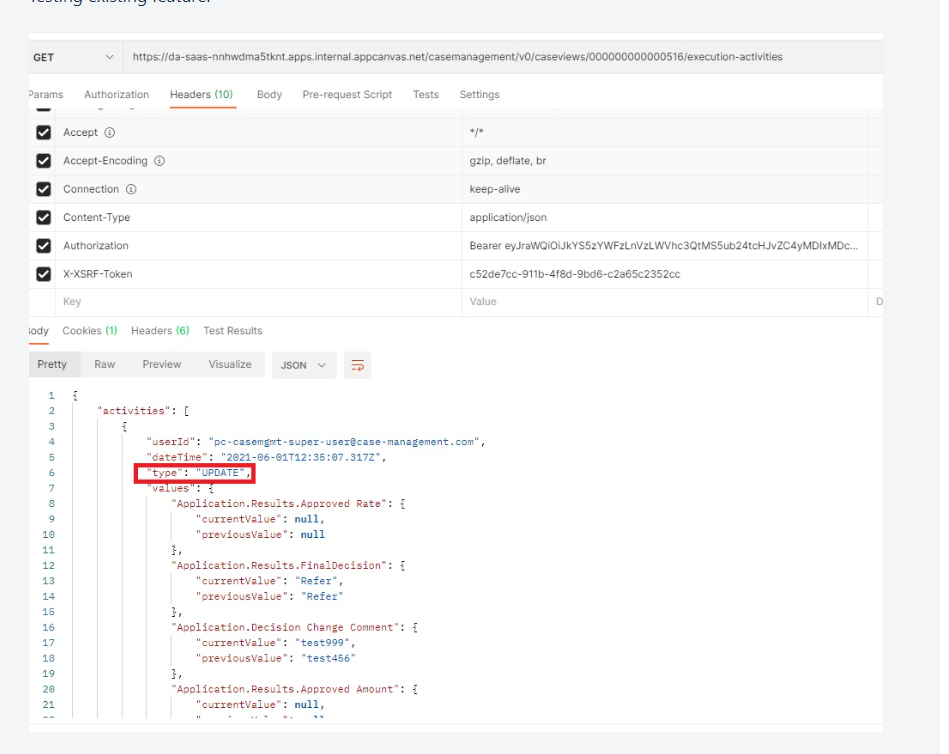 Testing existing feature.
GET https://da-saas-nnhwdma5tknt.apps.internal.appcanvas.net/casemanagement/v0/caseviews/000000000000516/execution-activities
Params Authorization Headers (10) Body Pre-request Script Tests Settings
Accept */*
Accept-Encoding gzip, deflate, br
Connection keep-alive
Content-Type application/json
Authorization Bearer eyJraWQiOiJkYS5zYWFzLnVzLWVhc3QtMS5ub24tcHJvZC4yMDIxMDc...
X-XSRF-Token c52de7cc-911b-4f8d-9bd6-c2a65c2352cc
Key Value D
Body Cookies (1) Headers (6) Test Results
Pretty Raw Preview Visualize JSON
1 {
2 "activities": [
3 {
4 "userId": "pc-casemgmt-super-user@case-management.com",
5 "dateTime": "2021-06-01T12:35:07.317Z",
6 "type": "UPDATE",
7 "values": {
8 "Application.Results.Approved Rate": {
9 "currentValue": null,
10 "previousValue": null
11 },
12 "Application.Results.FinalDecision": {
13 "currentValue": "Refer",
14 "previousValue": "Refer"
15 },
16 "Application.Decision Change Comment": {
17 "currentValue": "test999",
18 "previousValue": "test456"
19 },
20 "Application.Results.Approved Amount": {
21 "currentValue": null,